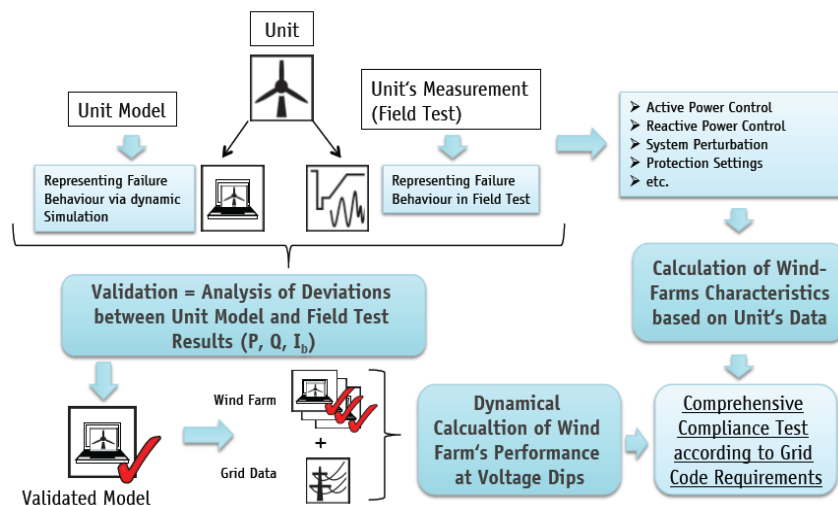 Unit
Unit Model
Unit‘s Measurement
(Field Test)
➢ Active Power Control
➢ Reactive Power Control
➢ System Perturbation
➢ Protection Settings
➢ etc.
Representing Failure
Behaviour via dynamic
Simulation
Representing Failure
Behaviour in Field Test
Validation = Analysis of Deviations
between Unit Model and Field Test
Results (P, Q, I_b)
Calculation of Wind-
Farms Characteristics
based on Unit‘s Data
Validated Model
Wind Farm
+
Grid Data
Dynamical
Calcualtion of Wind
Farm‘s Performance
at Voltage Dips
Comprehensive
Compliance Test
according to Grid
Code Requirements